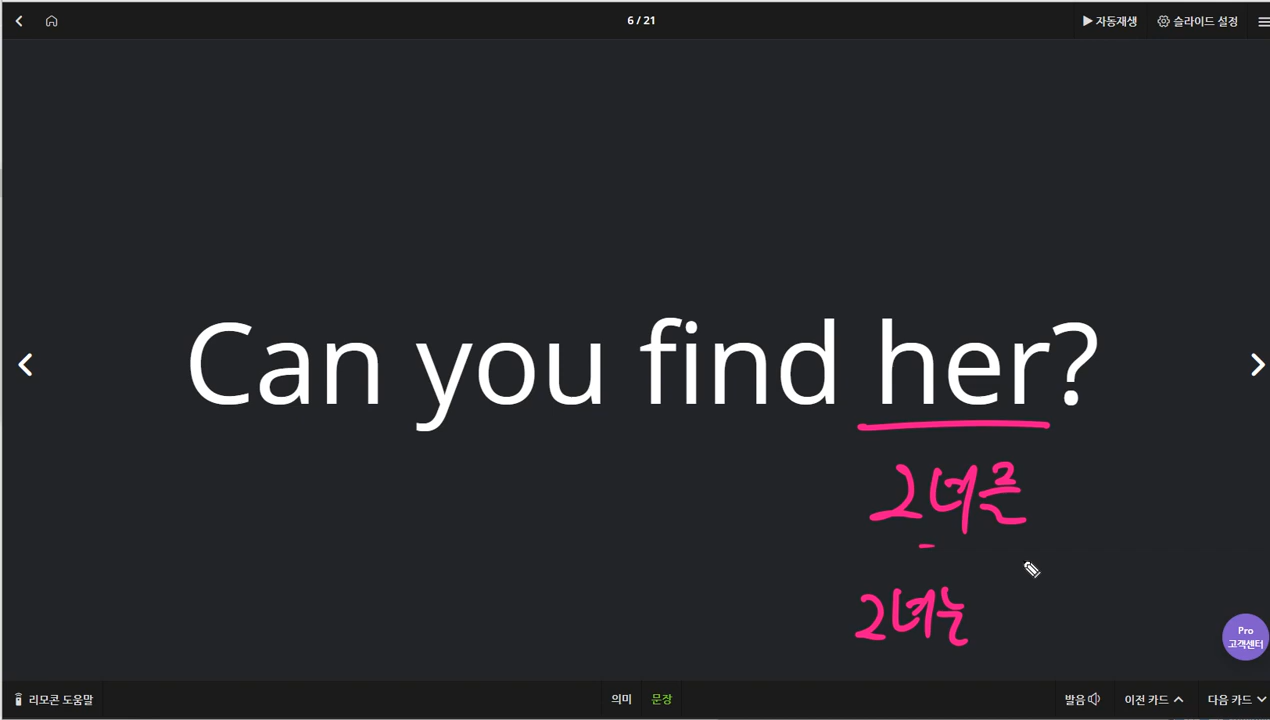 6 / 21
자동재생
슬라이드 설정
Can you find her?
그녀를
그녀는
Pro
고객센터
리모콘 도움말
의미
문장
발음
이전 카드
다음 카드